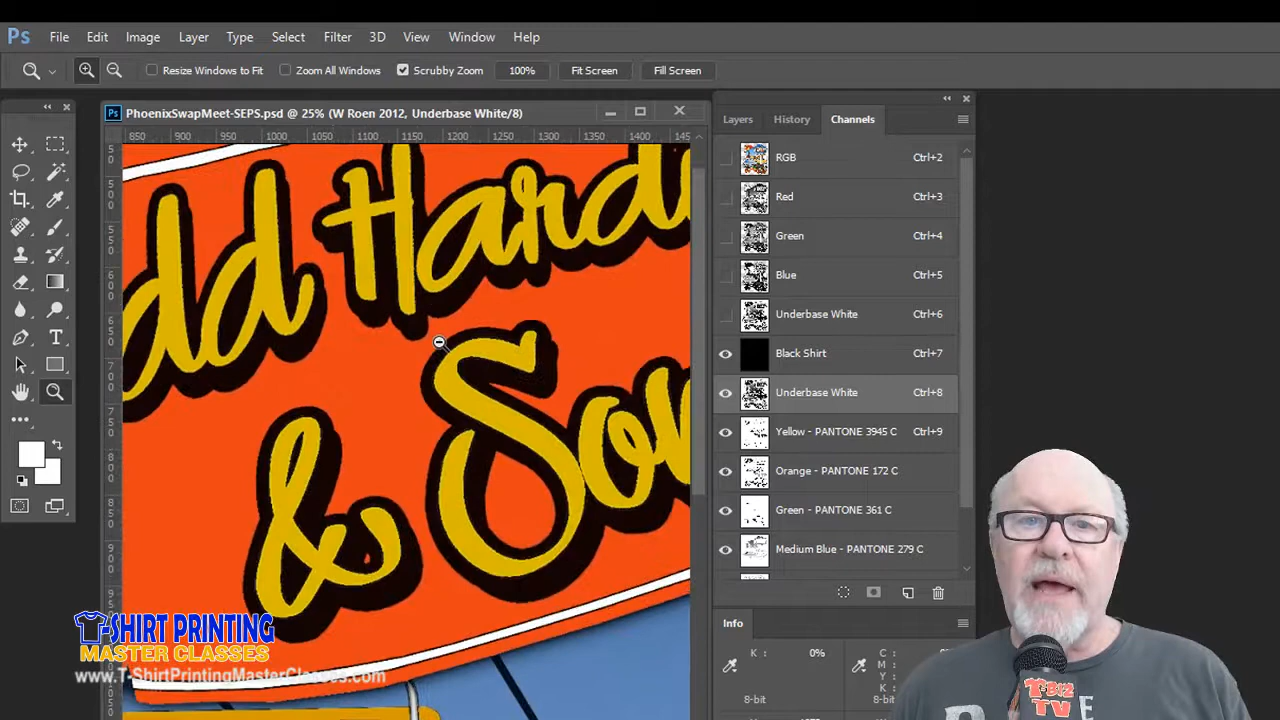 Ps File Edit Image Layer Type Select Filter 3D View Window Help
Resize Windows to Fit Zoom All Windows Scrubby Zoom 100% Fit Screen Fill Screen
Ps PhoenixSwapMeet-SEPS.psd @ 25% (W Roen 2012, Underbase White/8)
850 900 950 1000 1050 1100 1150 1200 1250 1300 1350 1400 145
Layers History Channels
RGB Ctrl+2
Red Ctrl+3
Green Ctrl+4
Blue Ctrl+5
Underbase White Ctrl+6
Black Shirt Ctrl+7
Underbase White Ctrl+8
Yellow - PANTONE 3945 C Ctrl+9
Orange - PANTONE 172 C
Green - PANTONE 361 C
Medium Blue - PANTONE 279 C
Info
K : 0%
C :
M :
Y :
K :
8-bit 8-bit
dd Hard
& Son
T-SHIRT PRINTING
MASTER CLASSES
www.T-ShirtPrintingMasterClasses.com
T-BIZ
TV